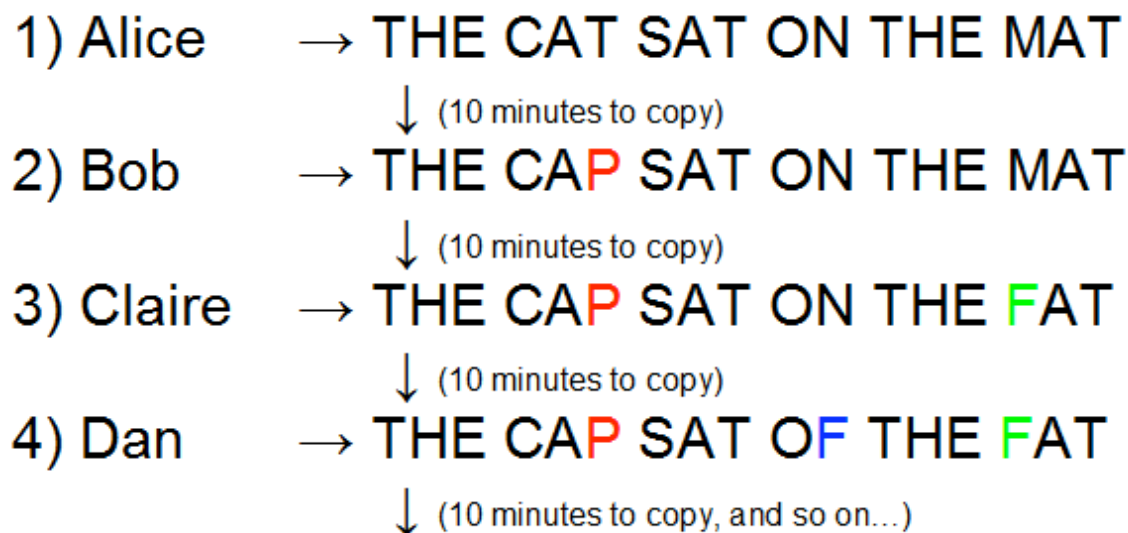 1) Alice → THE CAT SAT ON THE MAT
↓ (10 minutes to copy)
2) Bob → THE CAP SAT ON THE MAT
↓ (10 minutes to copy)
3) Claire → THE CAP SAT ON THE FAT
↓ (10 minutes to copy)
4) Dan → THE CAP SAT OF THE FAT
↓ (10 minutes to copy, and so on...)